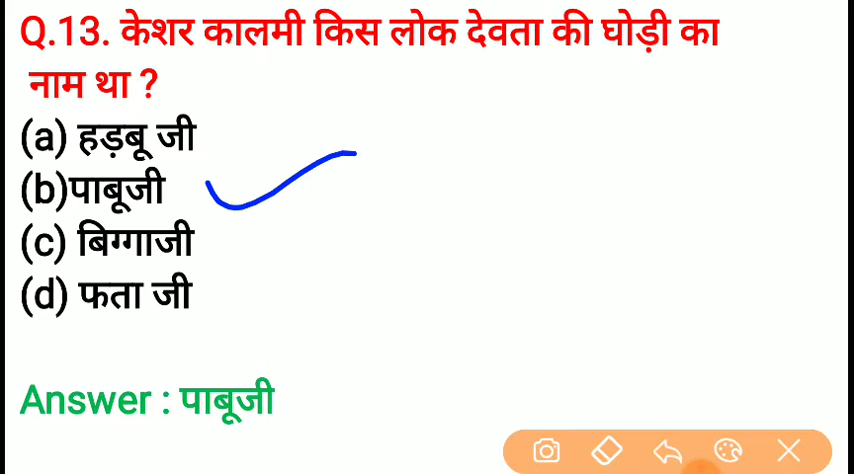 Q.13. केशर कालमी किस लोक देवता की घोड़ी का
नाम था ?
(a) हड़बू जी
(b)पाबूजी
(c) बिग्गाजी
(d) फता जी
Answer : पाबूजी